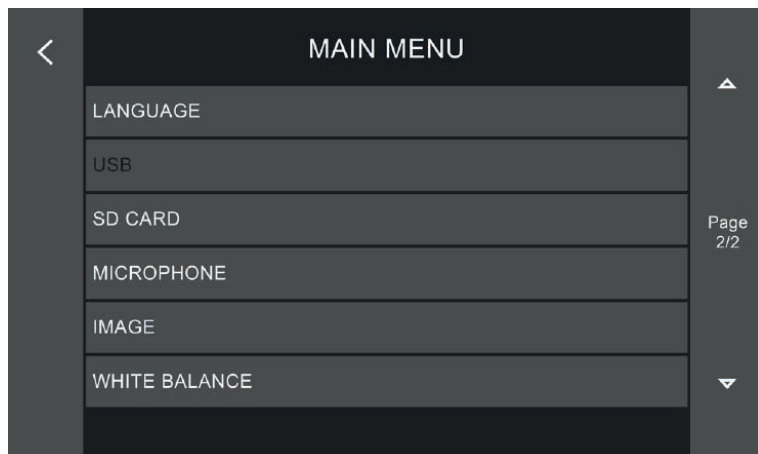 MAIN MENU
LANGUAGE
USB
SD CARD
MICROPHONE
IMAGE
WHITE BALANCE
Page
2/2